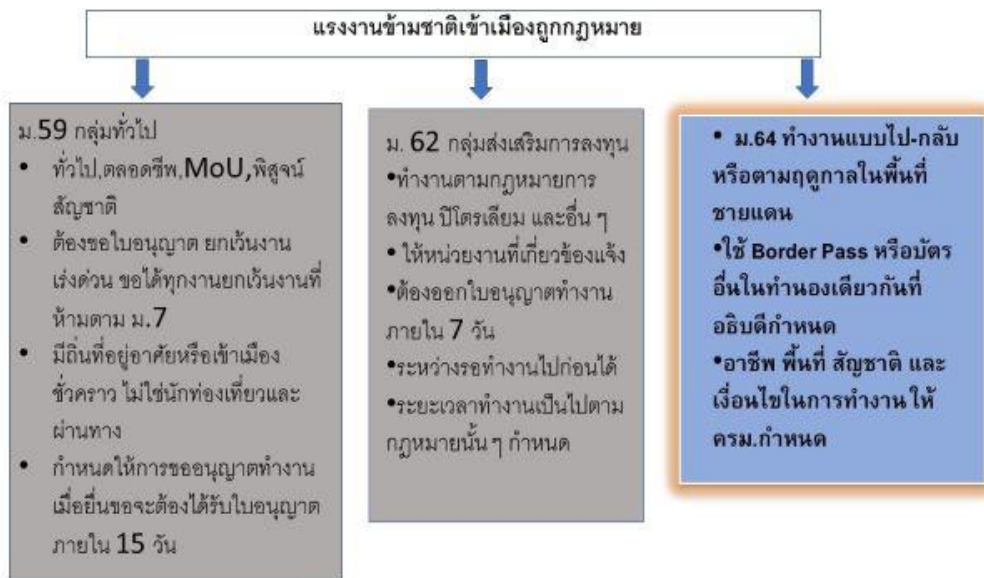 แรงงานข้ามชาติเข้าเมืองถูกกฎหมาย
ม.59 กลุ่มทั่วไป
• ทั่วไป,ตลอดชีพ,MoU,พิสูจน์
สัญชาติ
• ต้องขอใบอนุญาต ยกเว้นงาน
เร่งด่วน ขอได้ทุกงานยกเว้นงานที่
ห้ามตาม ม.7
• มีถิ่นที่อยู่อาศัยหรือเข้าเมือง
ชั่วคราว ไม่ใช่นักท่องเที่ยวและ
ผ่านทาง
• กำหนดให้การขออนุญาตทำงาน
เมื่อยื่นขอจะต้องได้รับใบอนุญาต
ภายใน 15 วัน
ม. 62 กลุ่มส่งเสริมการลงทุน
•ทำงานตามกฎหมายการ
ลงทุน ปิโตรเลียม และอื่น ๆ
• ให้หน่วยงานที่เกี่ยวข้องแจ้ง
•ต้องออกใบอนุญาตทำงาน
ภายใน 7 วัน
•ระหว่างรอทำงานไปก่อนได้
•ระยะเวลาทำงานเป็นไปตาม
กฎหมายนั้น ๆ กำหนด
• ม.64 ทำงานแบบไป-กลับ
หรือตามฤดูกาลในพื้นที่
ชายแดน
•ใช้ Border Pass หรือบัตร
อื่นในทำนองเดียวกันที่
อธิบดีกำหนด
•อาชีพ พื้นที่ สัญชาติ และ
เงื่อนไขในการทำงาน ให้
ครม.กำหนด